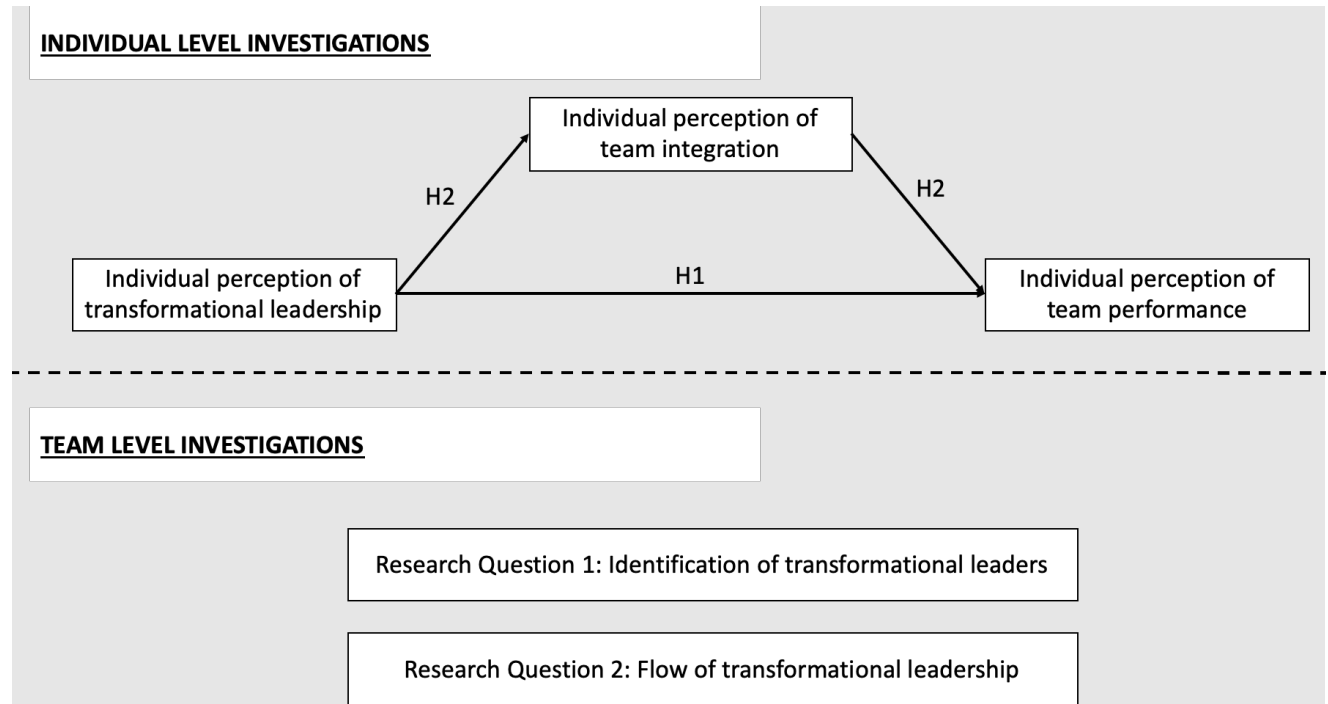 INDIVIDUAL LEVEL INVESTIGATIONS
Individual perception of
team integration
H2
H2
H1
Individual perception of
transformational leadership
Individual perception of
team performance
TEAM LEVEL INVESTIGATIONS
Research Question 1: Identification of transformational leaders
Research Question 2: Flow of transformational leadership